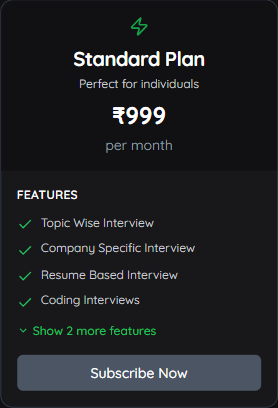 Standard Plan
Perfect for individuals
₹999
per month
FEATURES
Topic Wise Interview
Company Specific Interview
Resume Based Interview
Coding Interviews
Show 2 more features
Subscribe Now